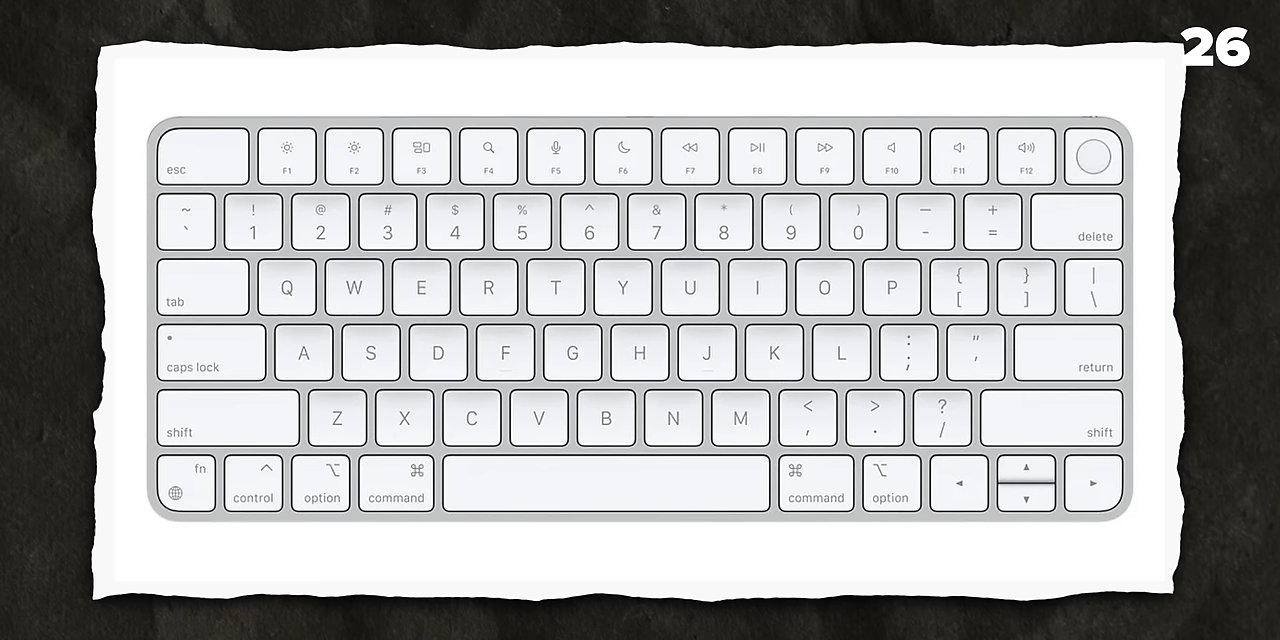 26
esc F1 F2 F3 F4 F5 F6 F7 F8 F9 F10 F11 F12
~ ! @ # $ % ^ & * ( ) — +
` 1 2 3 4 5 6 7 8 9 0 - = delete
tab Q W E R T Y U I O P { } |
[ ] \
caps lock A S D F G H J K L : "
; ' return
shift Z X C V B N M < > ?
, . / shift
fn ^ ⌥ ⌘ ⌘ ⌥
control option command command option